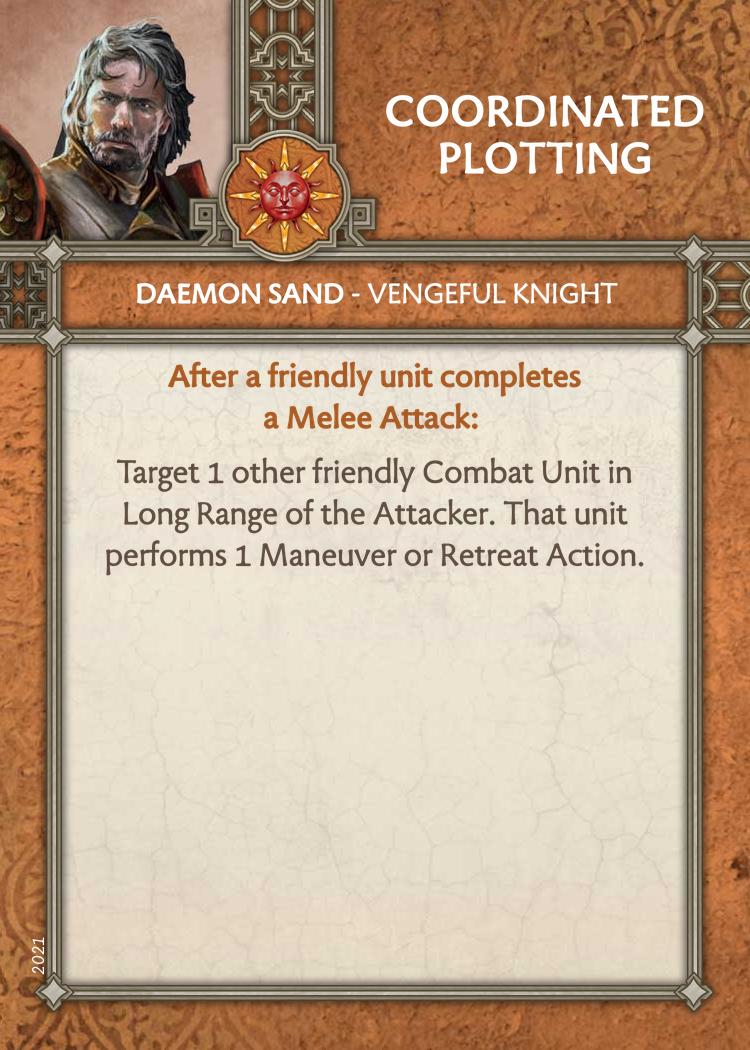 COORDINATED
PLOTTING
DAEMON SAND - VENGEFUL KNIGHT
After a friendly unit completes
a Melee Attack:
Target 1 other friendly Combat Unit in
Long Range of the Attacker. That unit
performs 1 Maneuver or Retreat Action.
2021